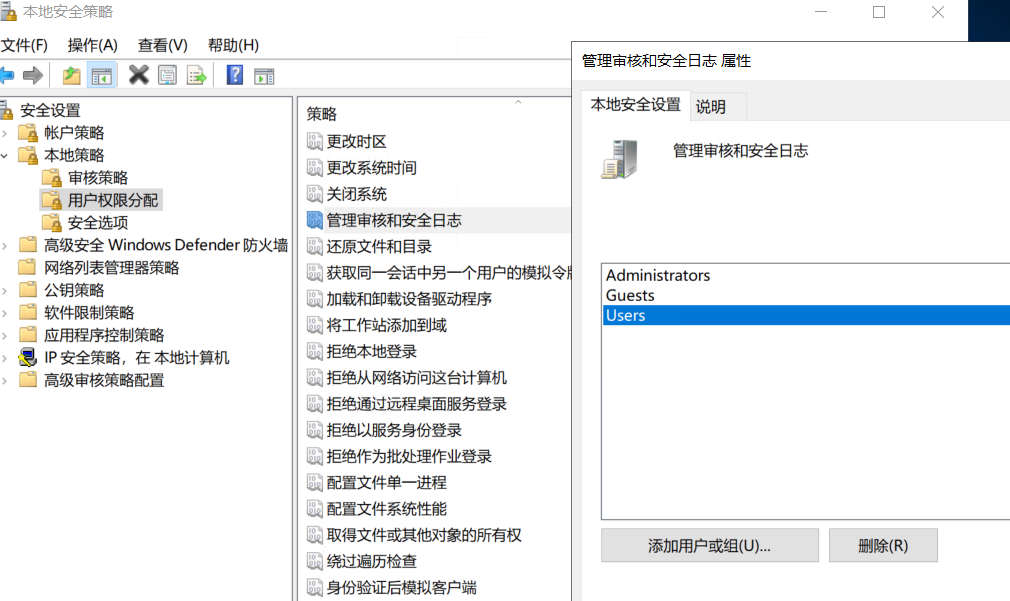 本地安全策略
文件(F) 操作(A) 查看(V) 帮助(H)
安全设置
帐户策略
本地策略
审核策略
用户权限分配
安全选项
高级安全 Windows Defender 防火墙
网络列表管理器策略
公钥策略
软件限制策略
应用程序控制策略
IP 安全策略，在 本地计算机
高级审核策略配置
策略
更改时区
更改系统时间
关闭系统
管理审核和安全日志
还原文件和目录
获取同一会话中另一个用户的模拟令
加载和卸载设备驱动程序
将工作站添加到域
拒绝本地登录
拒绝从网络访问这台计算机
拒绝通过远程桌面服务登录
拒绝以服务身份登录
拒绝作为批处理作业登录
配置文件单一进程
配置文件系统性能
取得文件或其他对象的所有权
绕过遍历检查
身份验证后模拟客户端
管理审核和安全日志 属性
本地安全设置 说明
管理审核和安全日志
Administrators
Guests
Users
添加用户或组(U)... 删除(R)